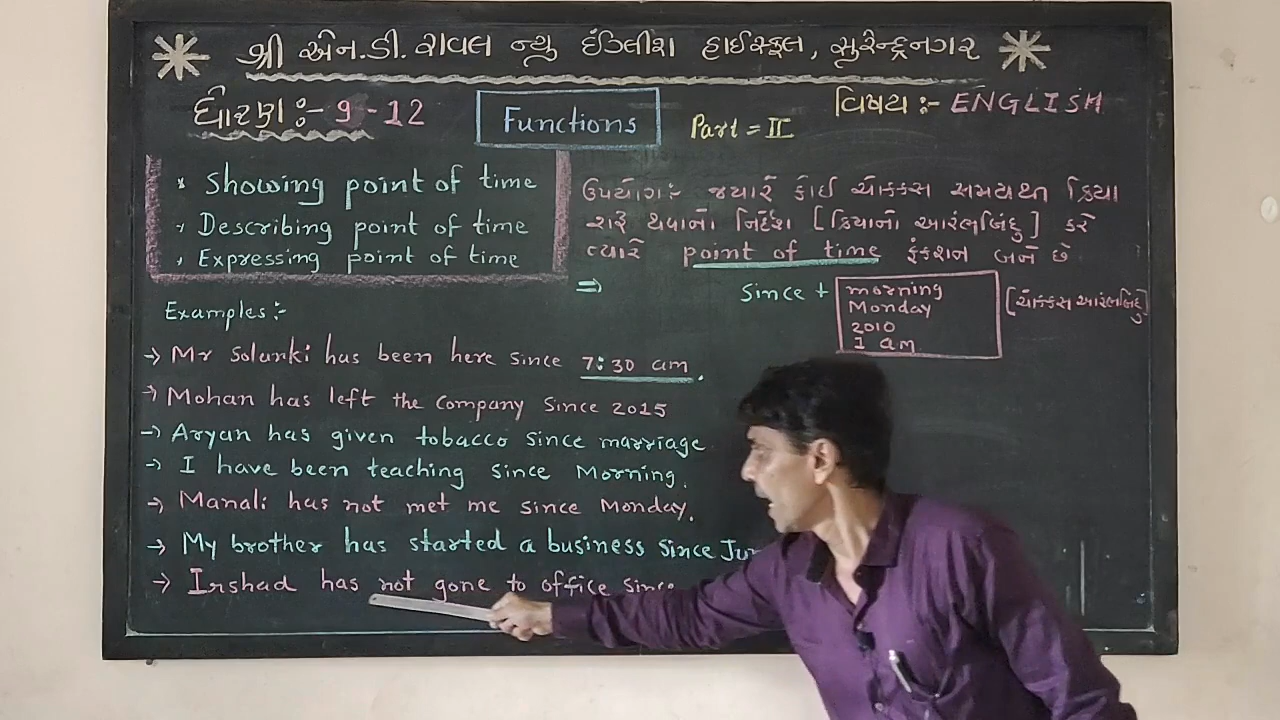 શ્રી એન.ડી. રાવલ ન્યુ ઇંગ્લીશ હાઈસ્કૂલ, સુરેન્દ્રનગર
ધોરણ :- 9 - 12
Functions
Part = II
વિષય :- ENGLISH
* Showing point of time
* Describing point of time
* Expressing point of time
ઉપયોગ :- જયારે કોઈ ચોક્કસ સમયથી ક્રિયા
શરૂ થવાનો નિર્દેશ [ક્રિયાનો આરંભબિંદુ] કરે
ત્યારે point of time ફંકશન બને છે
⇒ Since + morning
Monday
2010
1 a.m.
[ચોક્કસ આરંભબિંદુ]
Examples :-
→ Mr Solanki has been here since 7:30 am.
→ Mohan has left the company since 2015
→ Aryan has given tobacco since marriage.
→ I have been teaching since Morning.
→ Manali has not met me since Monday.
→ My brother has started a business since
→ Irshad has not gone to office since